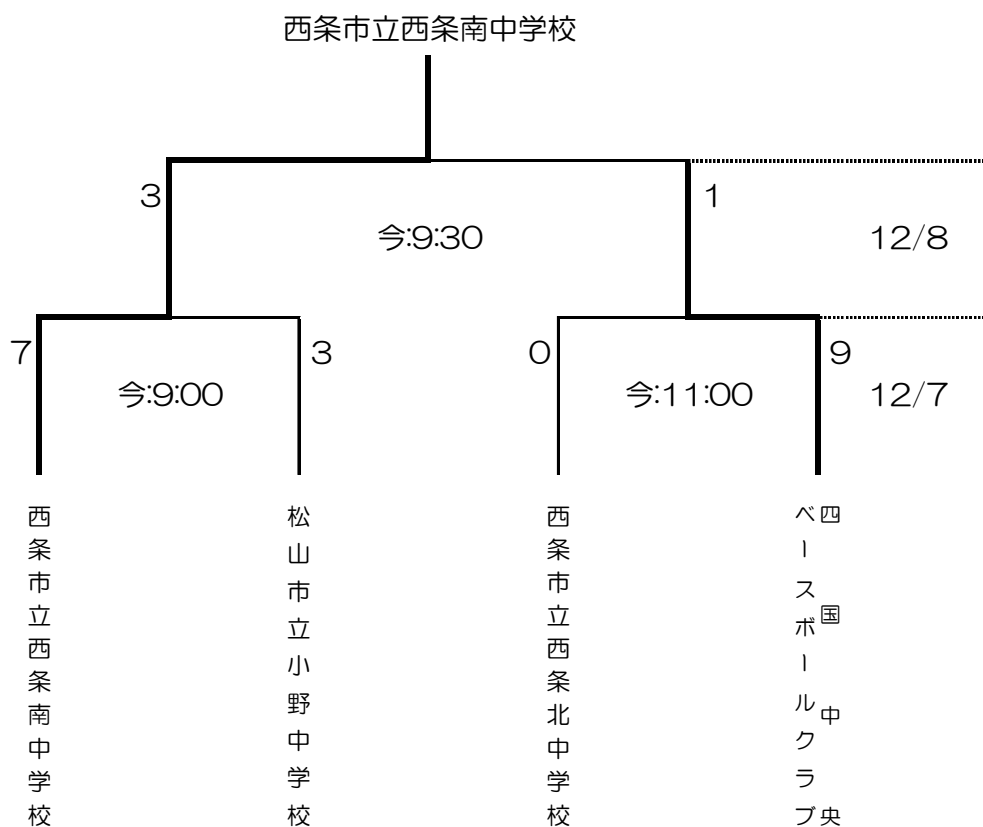 西条市立西条南中学校
3
1
今:9:30
12/8
7
3
0
9
今:9:00
今:11:00
12/7
西条市立西条南中学校
松山市立小野中学校
西条市立西条北中学校
四国中央
ベースボールクラブ